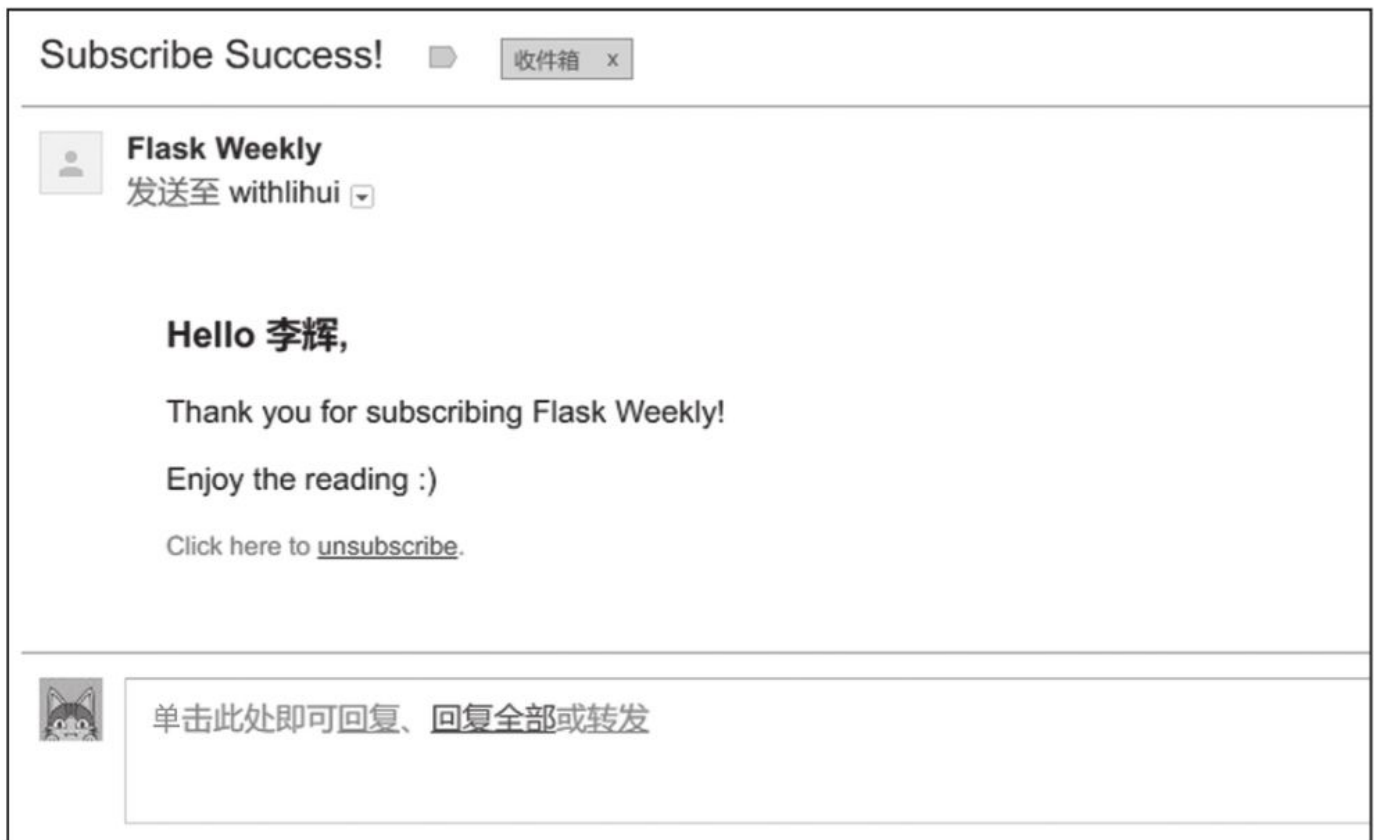 Subscribe Success! 收件箱 x
Flask Weekly
发送至 withlihui
Hello 李辉,
Thank you for subscribing Flask Weekly!
Enjoy the reading :)
Click here to unsubscribe.
单击此处即可回复、回复全部或转发